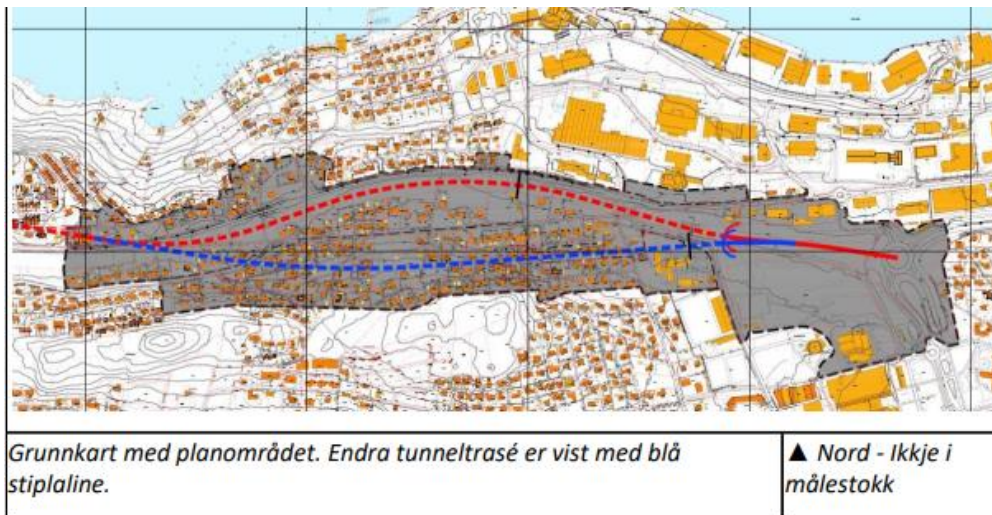 Grunnkart med planområdet. Endra tunneltrasé er vist med blå
stiplaline.
▲ Nord - Ikkje i
målestokk